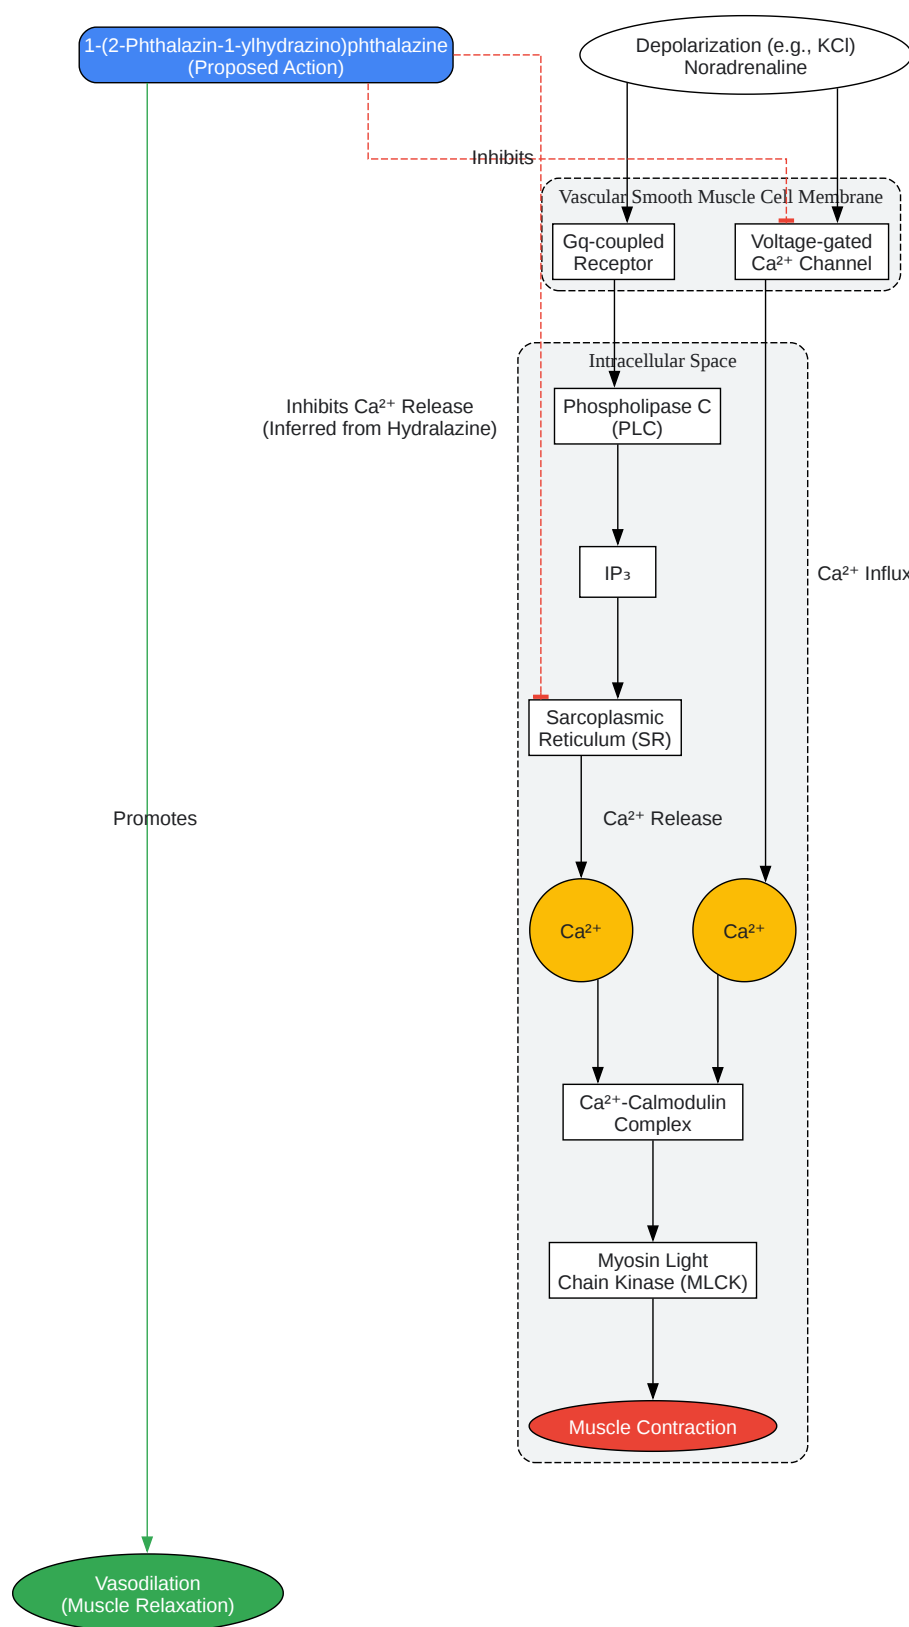 1-(2-Phthalazin-1-ylhydrazino)phthalazine
(Proposed Action)
Depolarization (e.g., KCl)
Noradrenaline
Inhibits
Vascular Smooth Muscle Cell Membrane
Gq-coupled
Receptor
Voltage-gated
Ca²⁺ Channel
Intracellular Space
Inhibits Ca²⁺ Release
(Inferred from Hydralazine)
Phospholipase C
(PLC)
IP₃
Ca²⁺ Influx
Sarcoplasmic
Reticulum (SR)
Promotes
Ca²⁺ Release
Ca²⁺
Ca²⁺
Ca²⁺-Calmodulin
Complex
Myosin Light
Chain Kinase (MLCK)
Muscle Contraction
Vasodilation
(Muscle Relaxation)